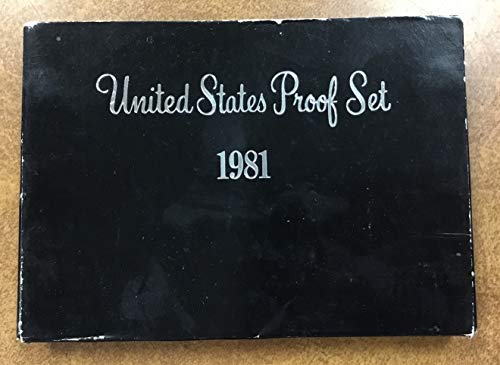 United States Proof Set
1981